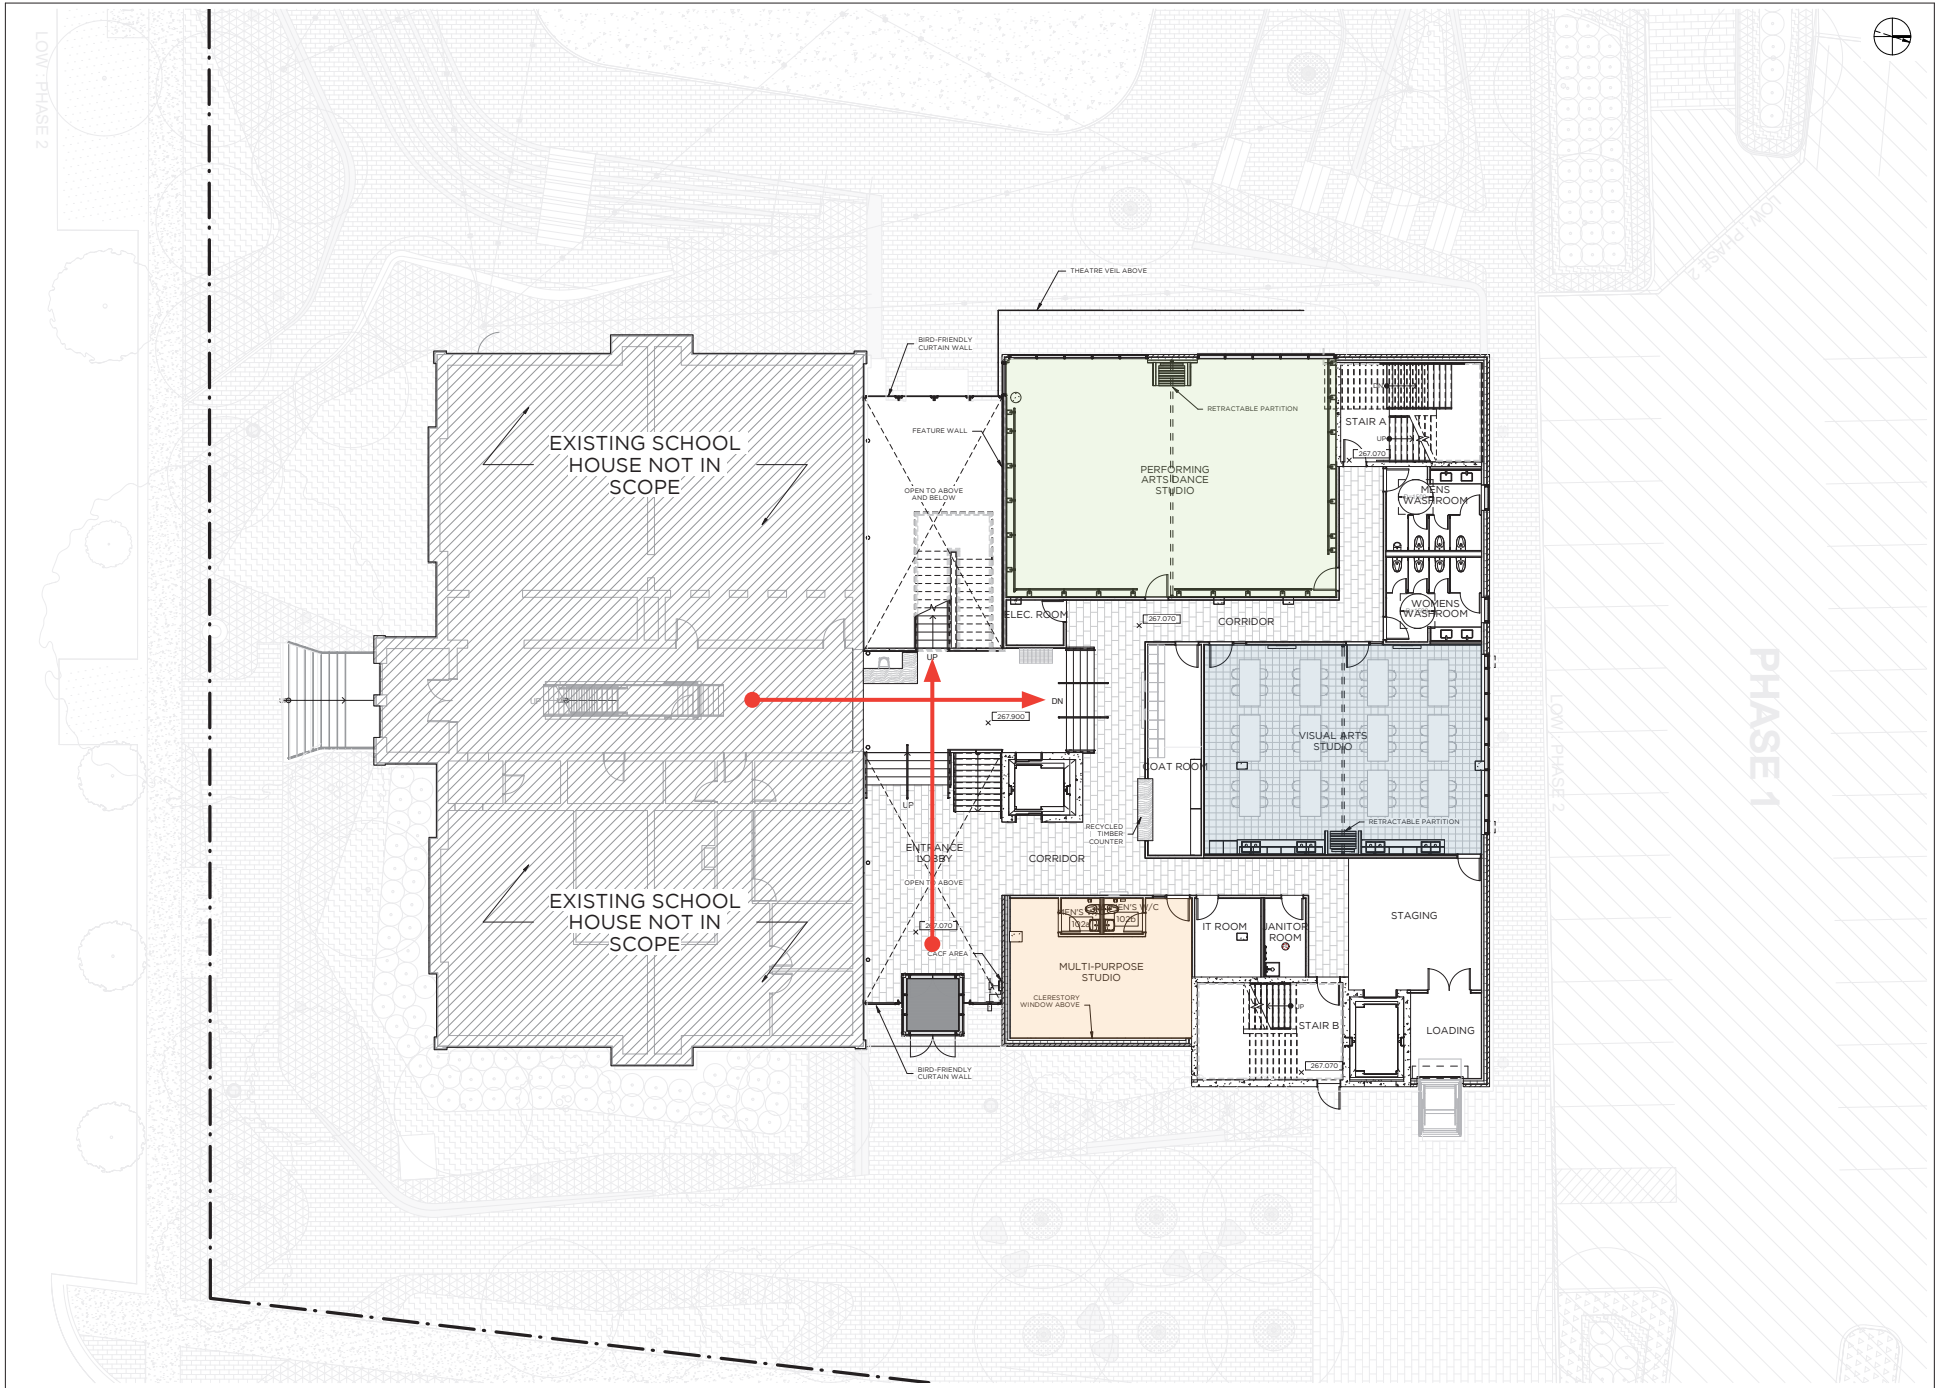 LOW PHASE 2
LOW PHASE 2
THEATRE VEIL ABOVE
BIRD-FRIENDLY
CURTAIN WALL
RETRACTABLE PARTITION
FEATURE WALL
DN
STAIR A
UP
267.070
EXISTING SCHOOL
HOUSE NOT IN
SCOPE
PERFORMING
ARTS DANCE
STUDIO
OPEN TO ABOVE
AND BELOW
MENS
WASHROOM
WOMENS
WASHROOM
ELEC. ROOM
267.070
CORRIDOR
UP
UP
DN
267.900
VISUAL ARTS
STUDIO
COAT ROOM
PHASE 1
LOW PHASE 2
UP
RECYCLED
TIMBER
COUNTER
RETRACTABLE PARTITION
ENTRANCE
LOBBY
CORRIDOR
OPEN TO ABOVE
EXISTING SCHOOL
HOUSE NOT IN
SCOPE
MEN'S W/C
102b
267.070
STAGING
IT ROOM
JANITOR
ROOM
CACF AREA
MULTI-PURPOSE
STUDIO
CLERESTORY
WINDOW ABOVE
UP
STAIR B
LOADING
267.070
BIRD-FRIENDLY
CURTAIN WALL